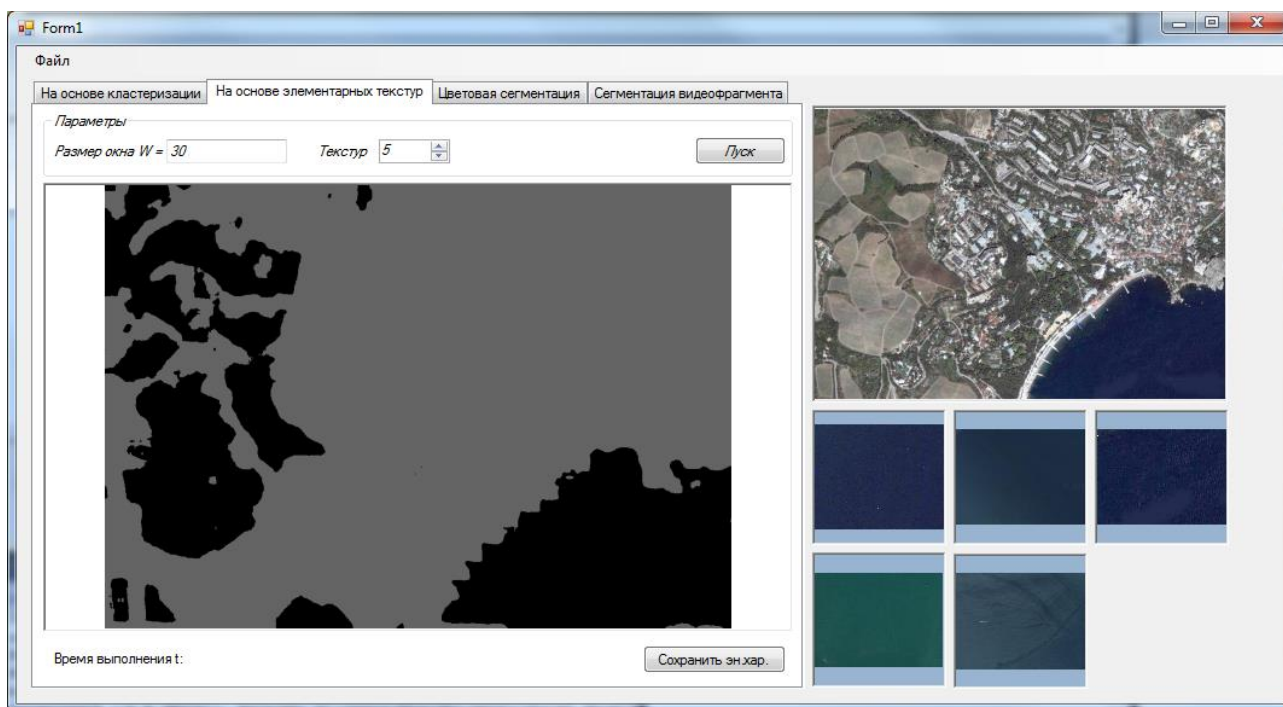 Form1
Файл
На основе кластеризации На основе элементарных текстур Цветовая сегментация Сегментация видеофрагмента
Параметры
Размер окна W = 30 Текстур 5 Пуск
Время выполнения t: Сохранить эн.хар.